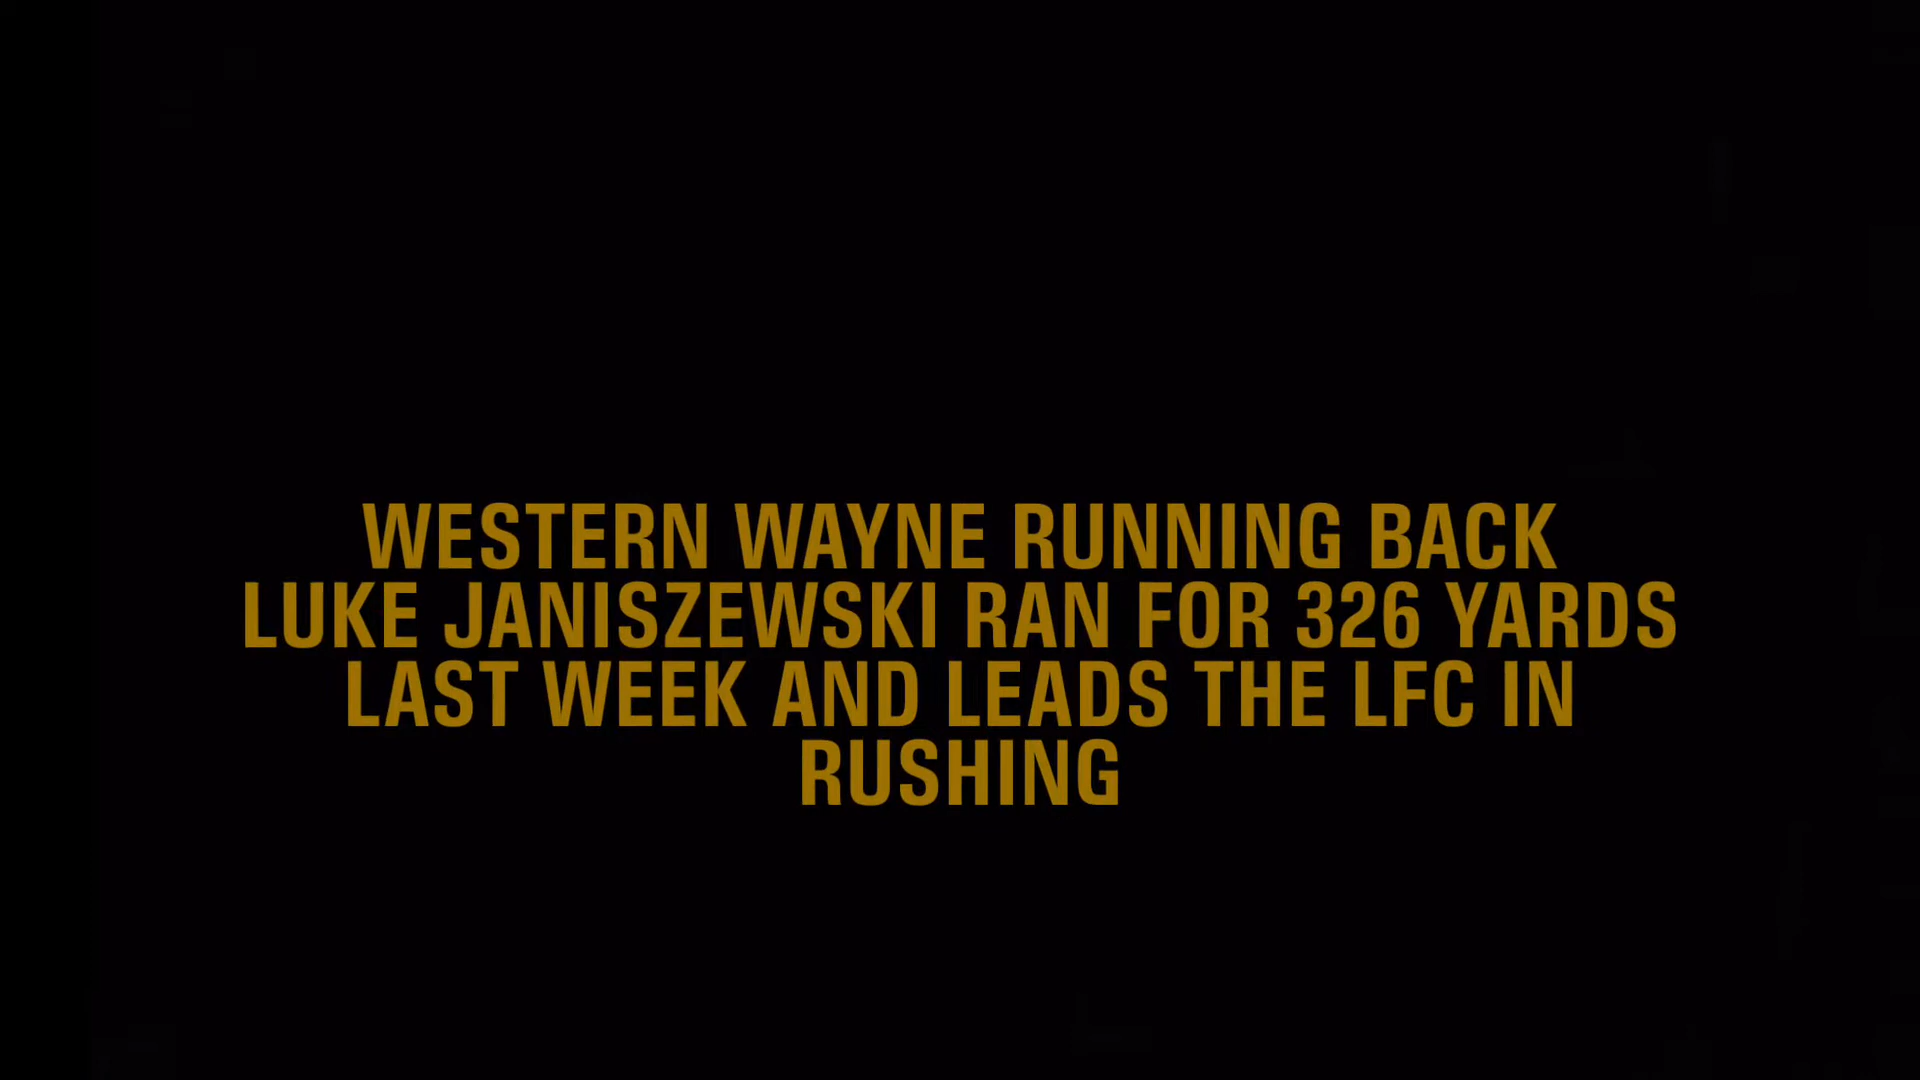 WESTERN WAYNE RUNNING BACK
LUKE JANISZEWSKI RAN FOR 326 YARDS
LAST WEEK AND LEADS THE LFC IN
RUSHING